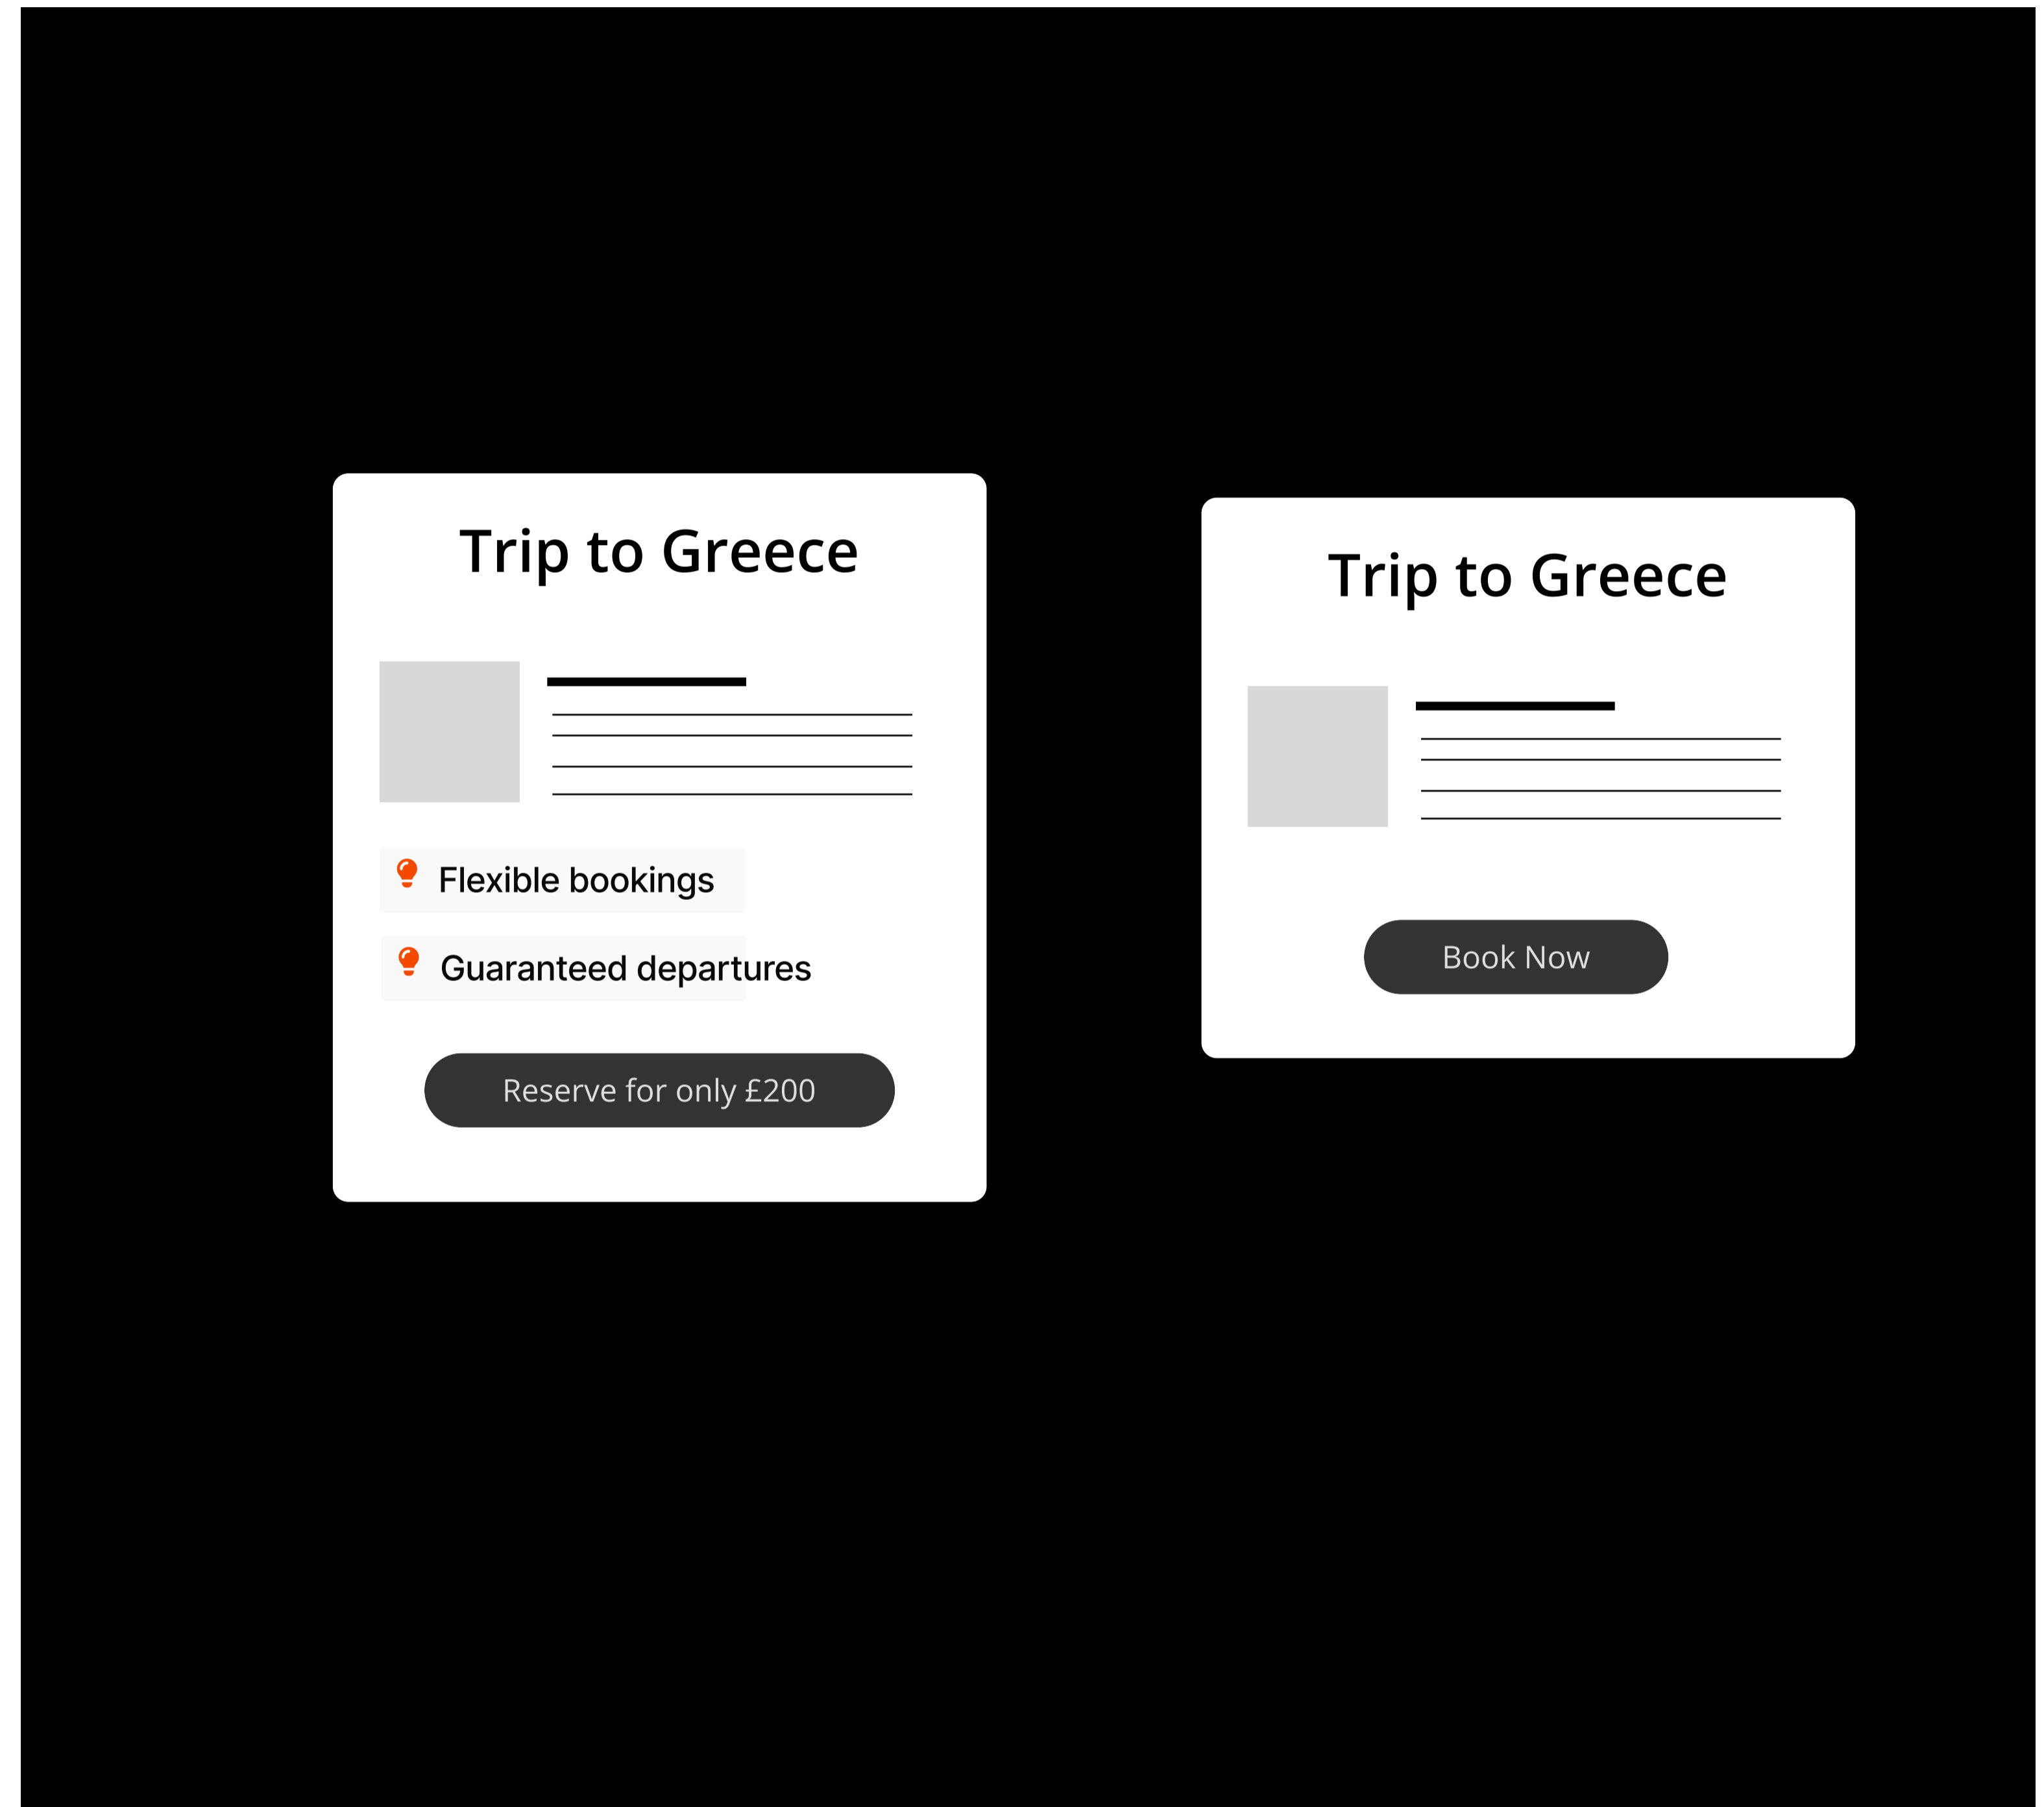 Trip to Greece
Flexible bookings
Guaranteed departures
Reserve for only £200
Trip to Greece
Book Now